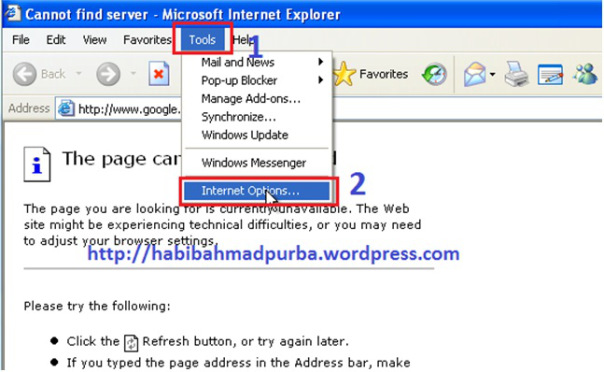 Cannot find server - Microsoft Internet Explorer
File Edit View Favorites Tools Help
1
Back
Favorites
Address http://www.google.
Mail and News
Pop-up Blocker
Manage Add-ons...
Synchronize...
Windows Update
Windows Messenger
Internet Options...
2
i
The page
The page you are looking for is currently unavailable. The Web
site might be experiencing technical difficulties, or you may need
to adjust your browser settings.
http://habibahmadpurba.wordpress.com
Please try the following:
● Click the Refresh button, or try again later.
● If you typed the page address in the Address bar, make